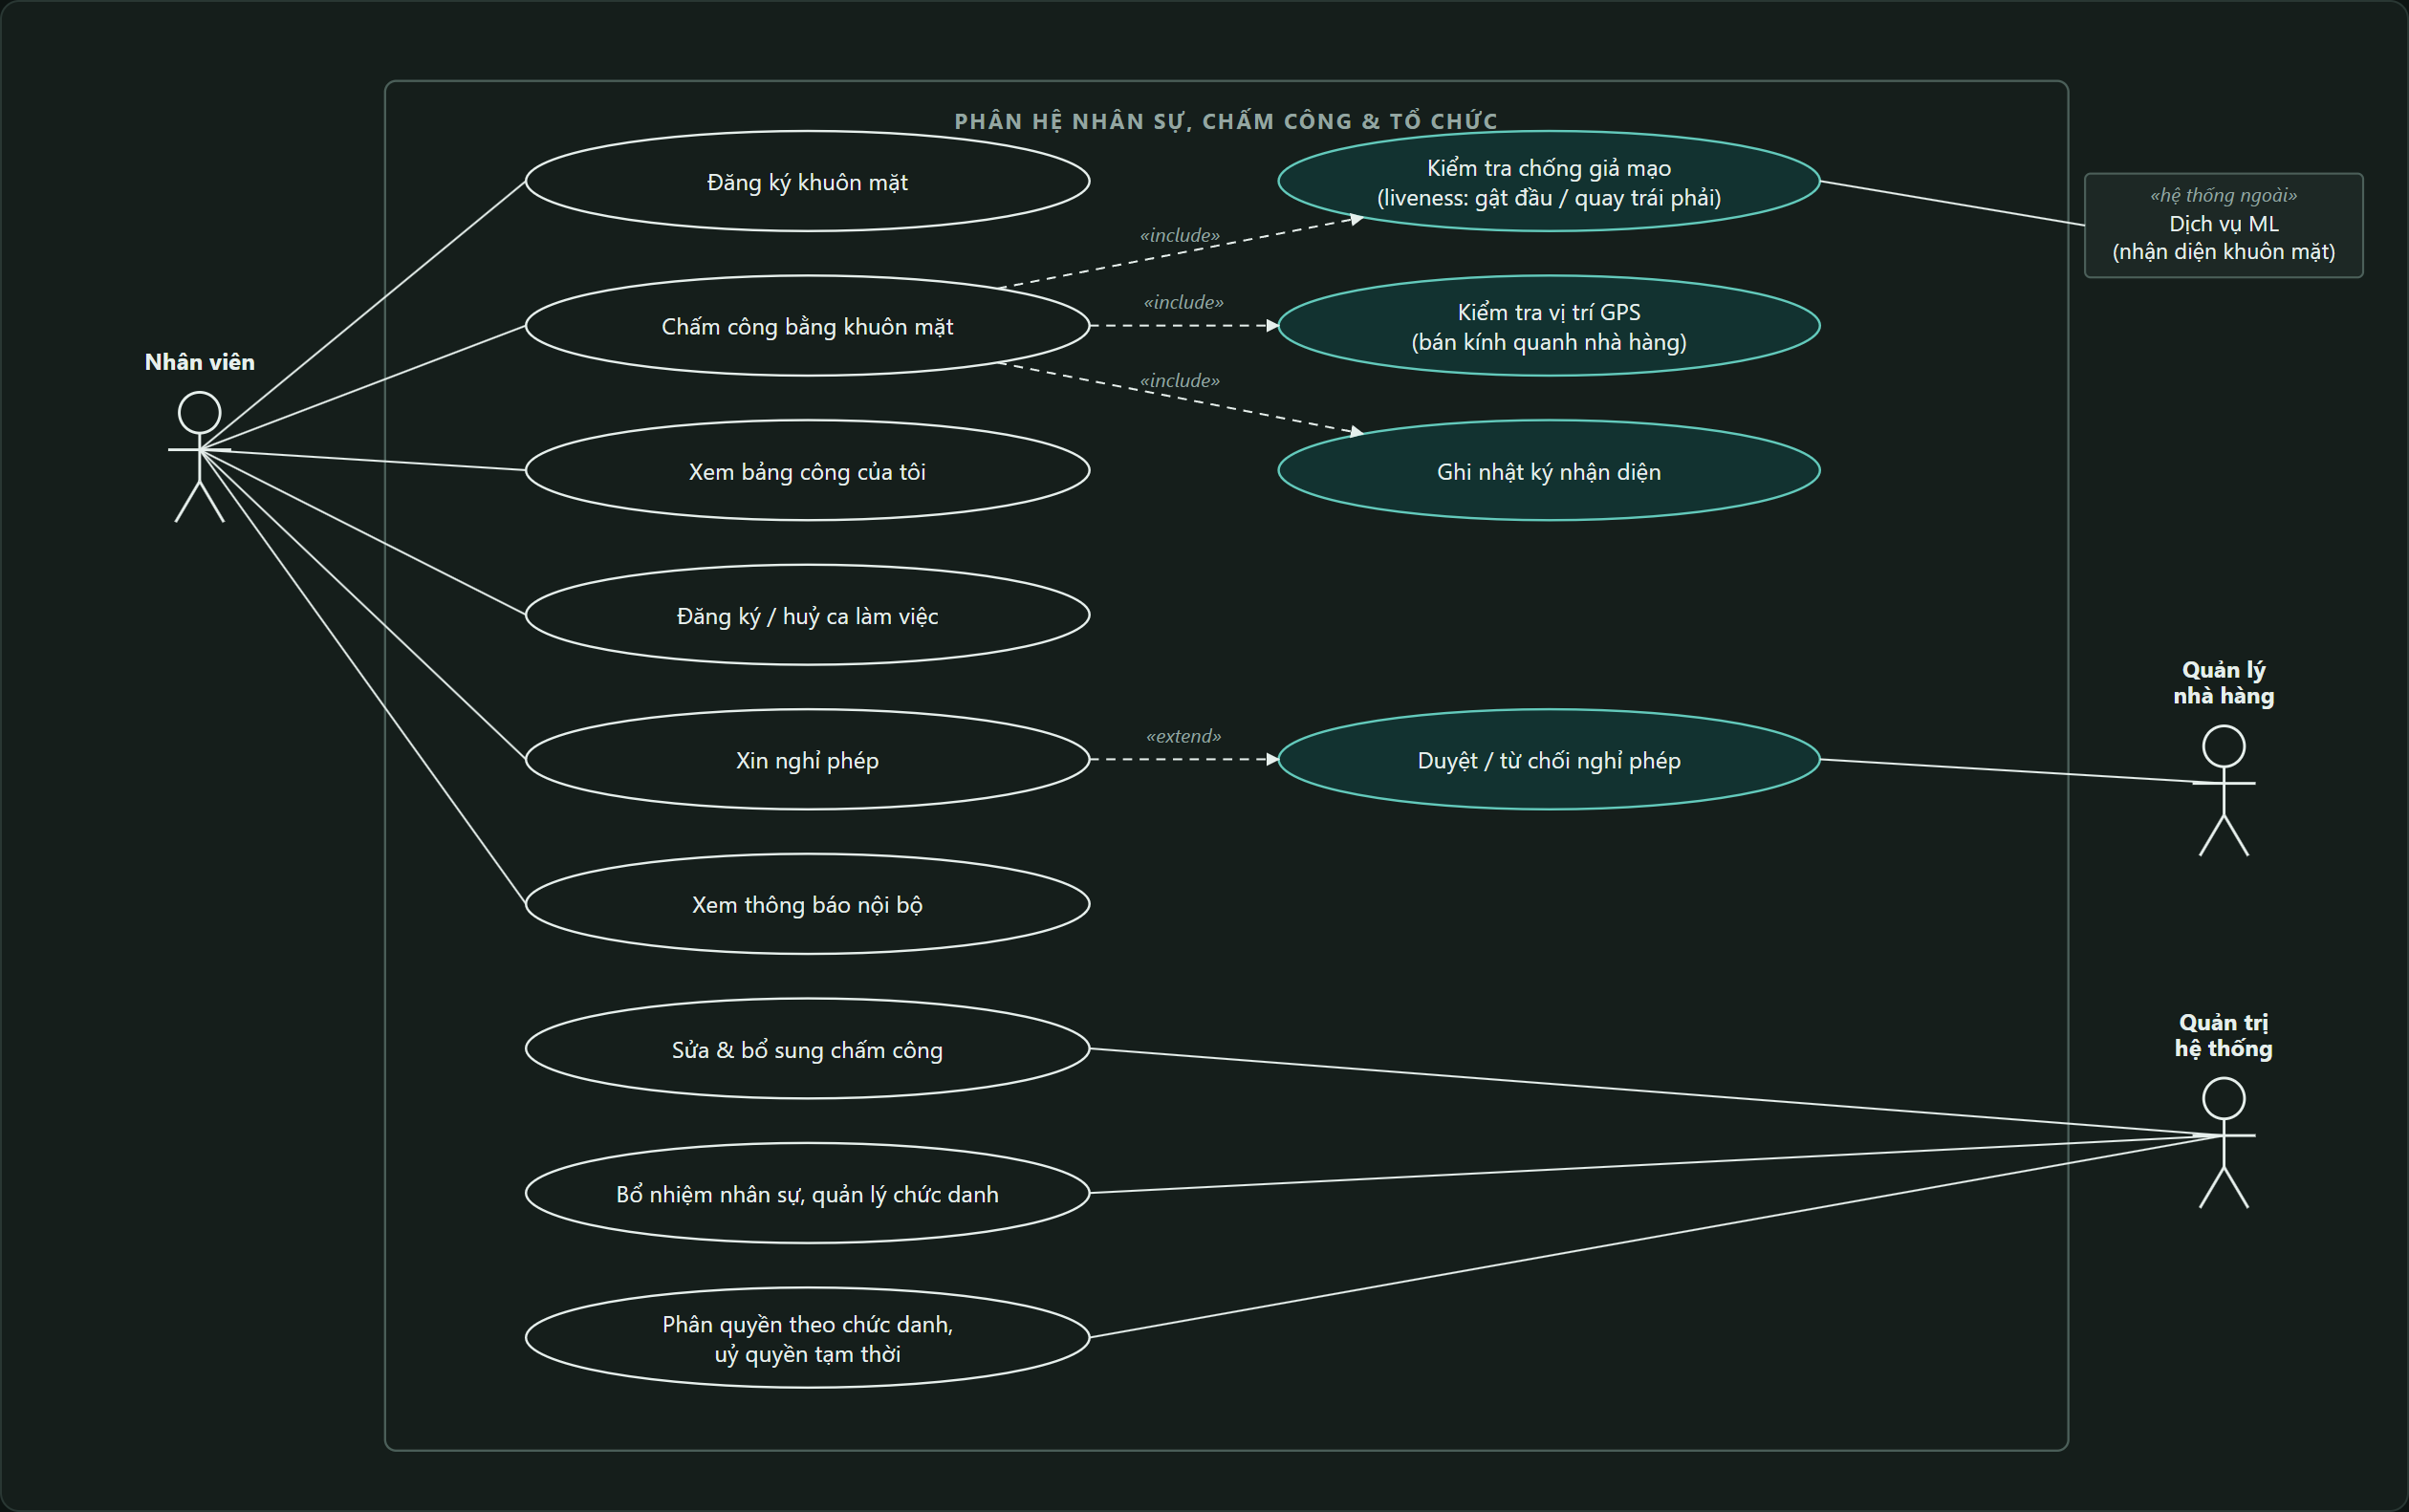 PHÂN HỆ NHÂN SỰ, CHẤM CÔNG & TỔ CHỨC
Đăng ký khuôn mặt
Kiểm tra chống giả mạo
(liveness: gật đầu / quay trái phải)
«hệ thống ngoài»
Dịch vụ ML
(nhận diện khuôn mặt)
«include»
Chấm công bằng khuôn mặt
«include»
Kiểm tra vị trí GPS
(bán kính quanh nhà hàng)
Nhân viên
«include»
Xem bảng công của tôi
Ghi nhật ký nhận diện
Đăng ký / huỷ ca làm việc
Quản lý
nhà hàng
Xin nghỉ phép
«extend»
Duyệt / từ chối nghỉ phép
Xem thông báo nội bộ
Quản trị
hệ thống
Sửa & bổ sung chấm công
Bổ nhiệm nhân sự, quản lý chức danh
Phân quyền theo chức danh,
uỷ quyền tạm thời